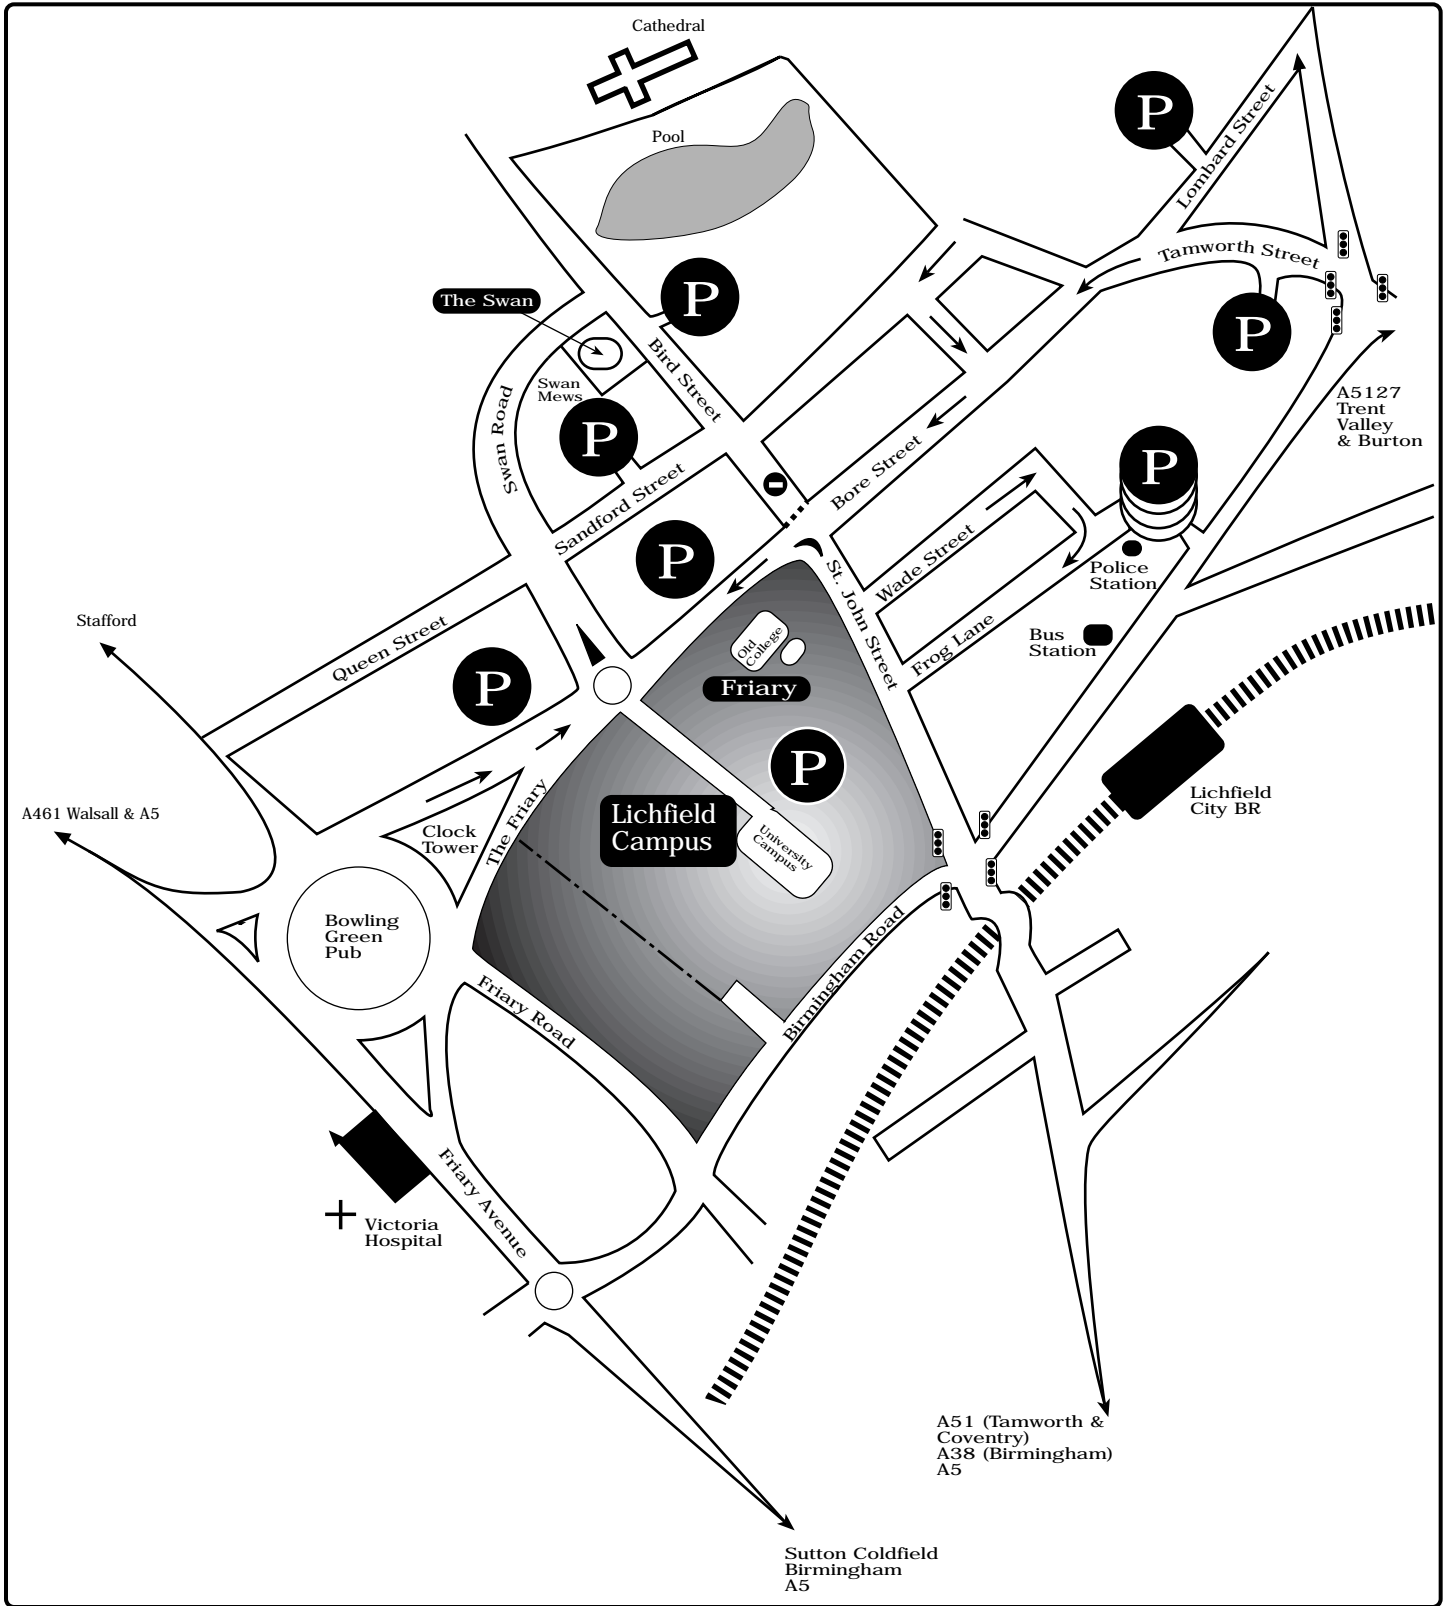 Cathedral
P
Pool
Lombard Street
Tamworth Street
The Swan
P
P
Bird Street
Swan
Mews
Swan Road
P
A5127
Trent
Valley
& Burton
Bore Street
P
Sandford Street
P
Wade Street
Police
Station
St. John Street
Stafford
Queen Street
Old
College
Frog Lane
Bus
Station
Friary
P
P
Lichfield
City BR
A461 Walsall & A5
Clock
Tower
The Friary
Lichfield
Campus
University
Campus
Bowling
Green
Pub
Friary Road
Birmingham Road
Friary Avenue
Victoria
Hospital
A51 (Tamworth &
Coventry)
A38 (Birmingham)
A5
Sutton Coldfield
Birmingham
A5